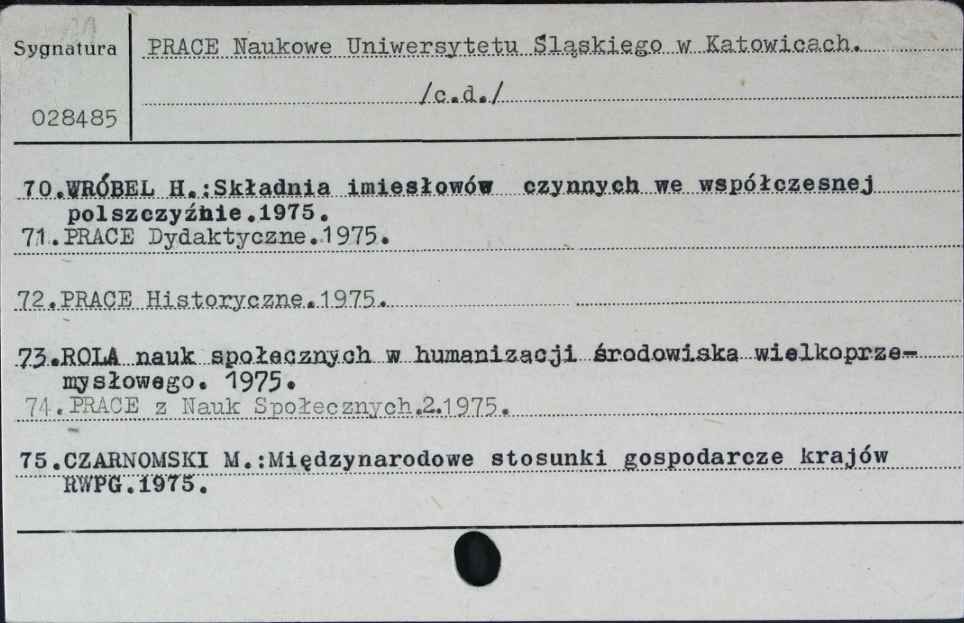 Sygnatura
028485
PRACE Naukowe Uniwersytetu Śląskiego w Katowicach.
/c.d./
70.WRÓBEL H.:Składnia imiesłowów czynnych we współczesnej
polszczyźnie.1975.
71.PRACE Dydaktyczne.1975.
72.PRACE Historyczne.1975.
73.ROLA nauk społecznych w humanizacji środowiska wielkoprze-
mysłowego. 1975.
74.PRACE z Nauk Społecznych.2.1975.
75.CZARNOMSKI M.:Międzynarodowe stosunki gospodarcze krajów
RWPG.1975.